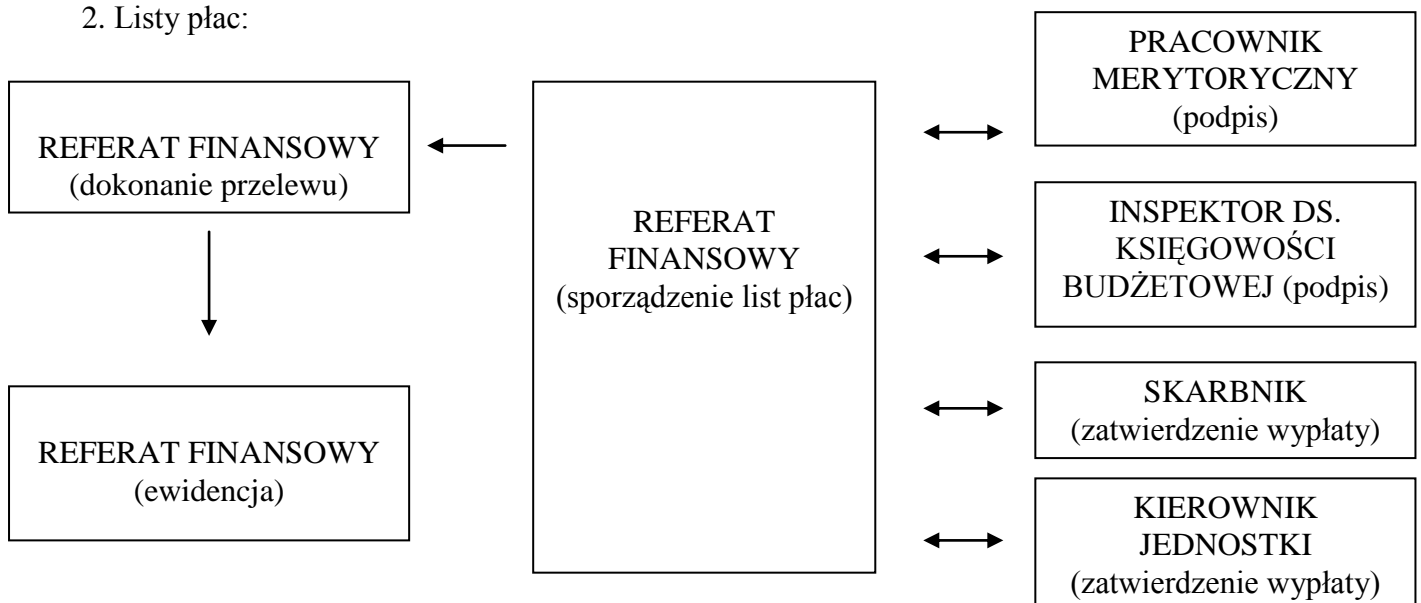 2. Listy płac:
REFERAT FINANSOWY
(dokonanie przelewu)
REFERAT FINANSOWY
(ewidencja)
REFERAT
FINANSOWY
(sporządzenie list płac)
PRACOWNIK
MERYTORYCZNY
(podpis)
INSPEKTOR DS.
KSIĘGOWOŚCI
BUDŻETOWEJ (podpis)
SKARBNIK
(zatwierdzenie wypłaty)
KIEROWNIK
JEDNOSTKI
(zatwierdzenie wypłaty)